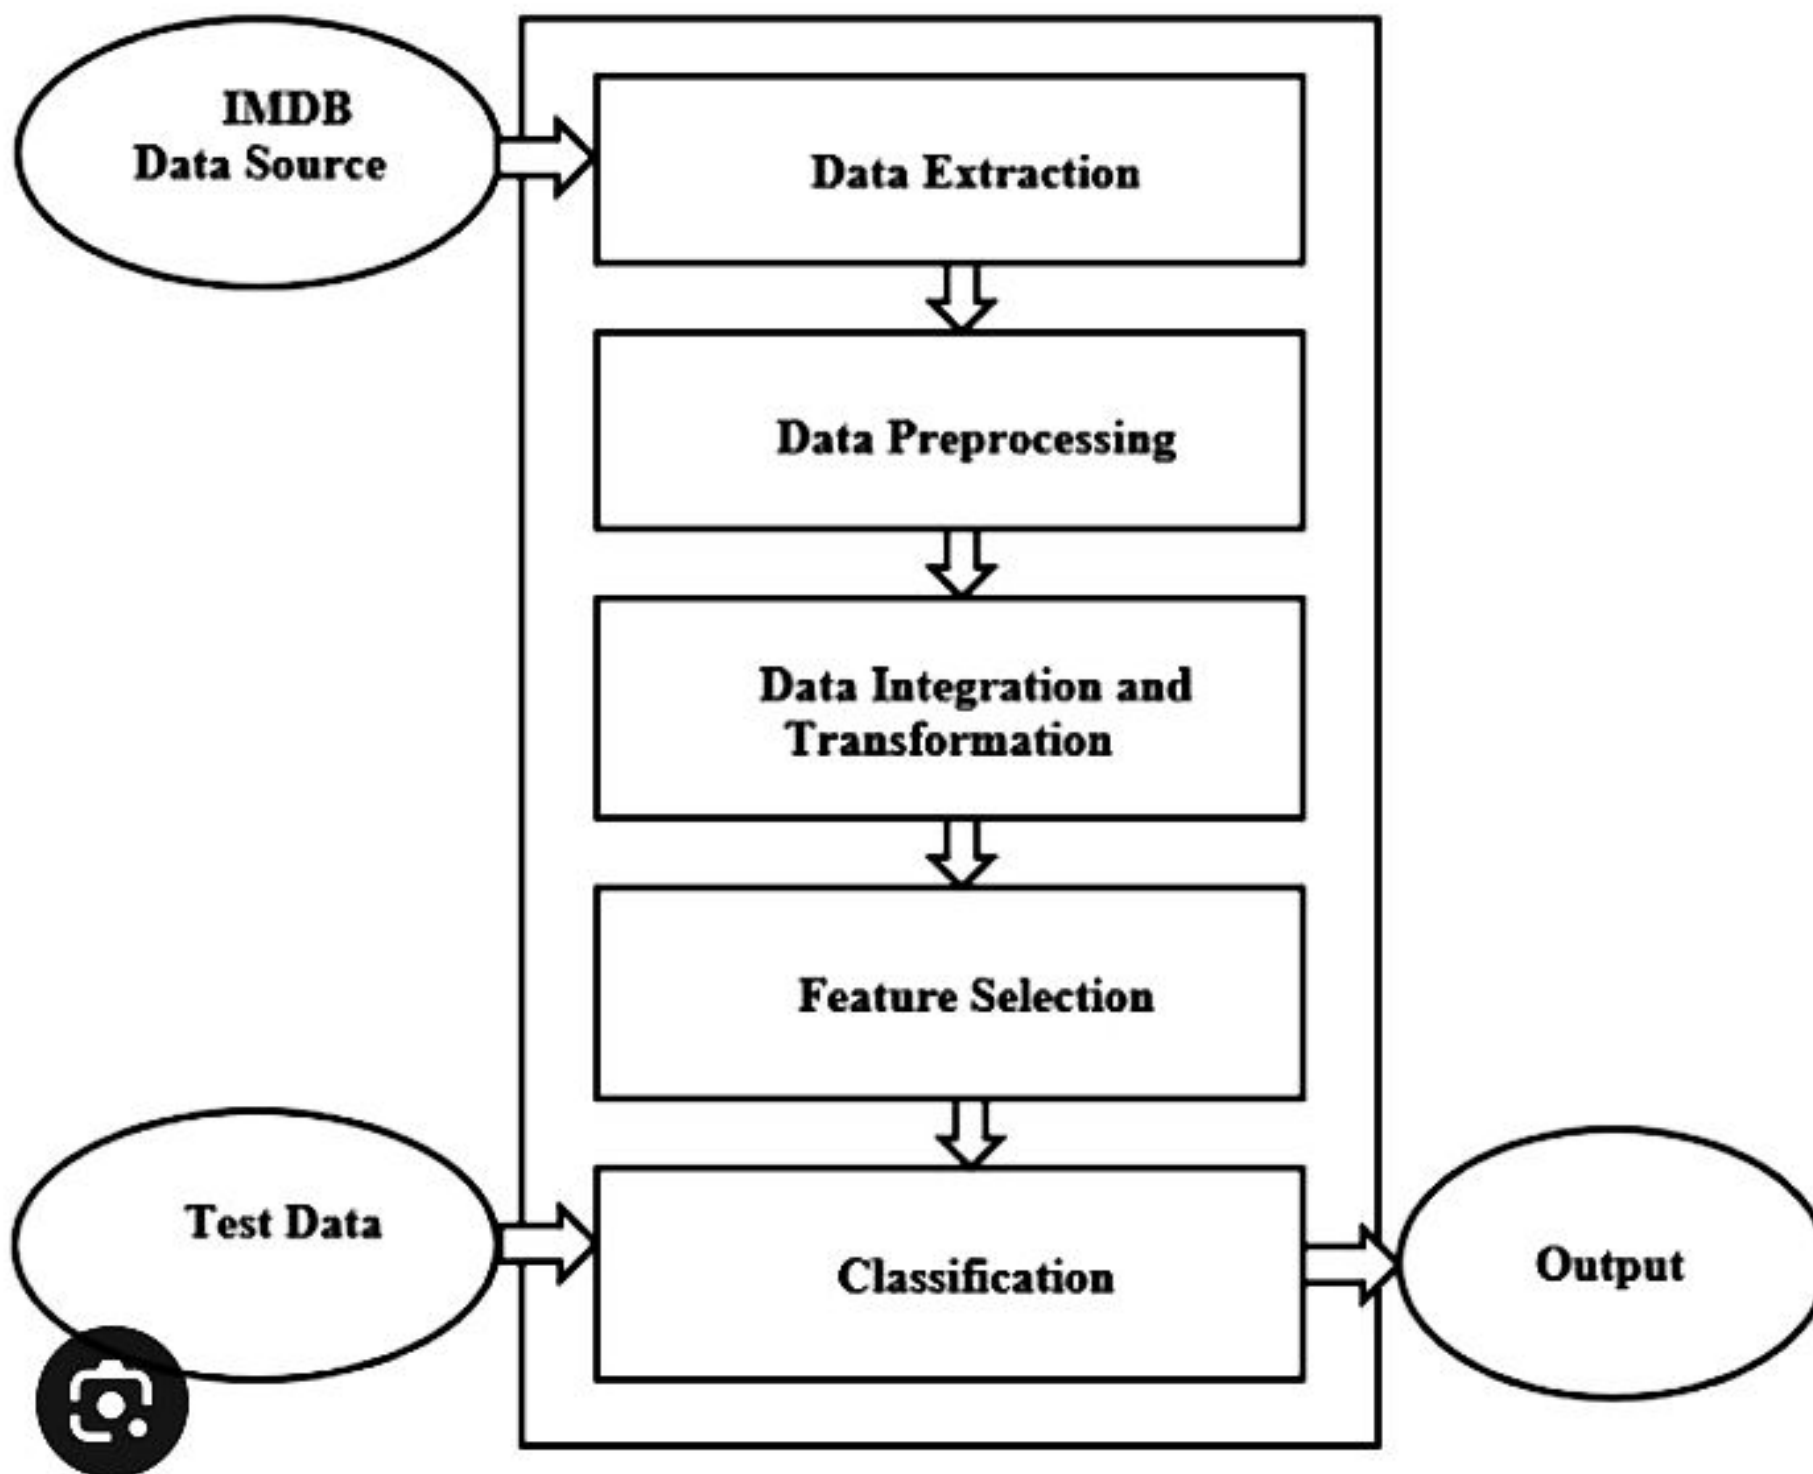 IMDB
Data Source
Data Extraction
Data Preprocessing
Data Integration and
Transformation
Feature Selection
Test Data
Classification
Output